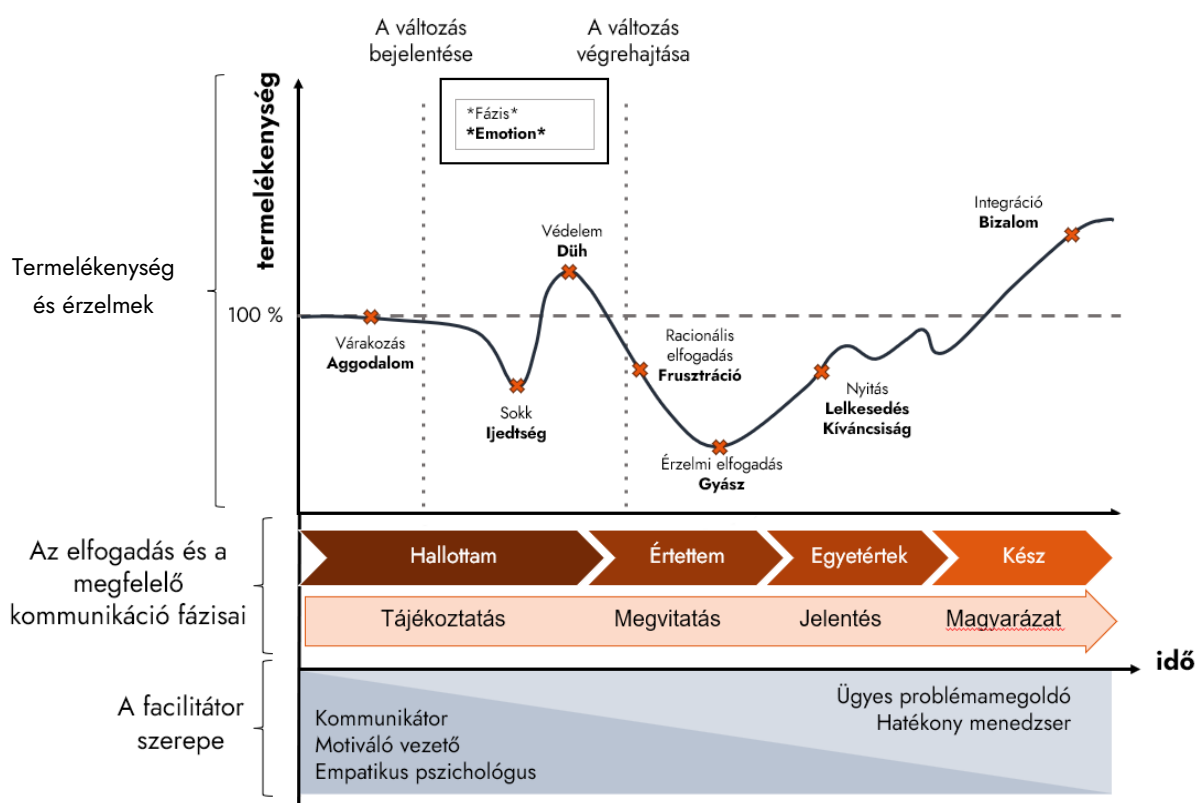 A változás
bejelentése
A változás
végrehajtása
termelékenység
*Fázis*
*Emotion*
Integráció
Bizalom
Védelem
Düh
Termelékenység
és érzelmek
100 %
Várakozás
Aggodalom
Racionális
elfogadás
Frusztráció
Sokk
Ijedtség
Nyitás
Lelkesedés
Kíváncsiság
Érzelmi elfogadás
Gyász
Az elfogadás és a
megfelelő
kommunikáció fázisai
Hallottam
Értettem
Egyetértek
Kész
Tájékoztatás
Megvitatás
Jelentés
Magyarázat
idő
A facilitátor
szerepe
Kommunikátor
Motiváló vezető
Empatikus pszichológus
Ügyes problémamegoldó
Hatékony menedzser